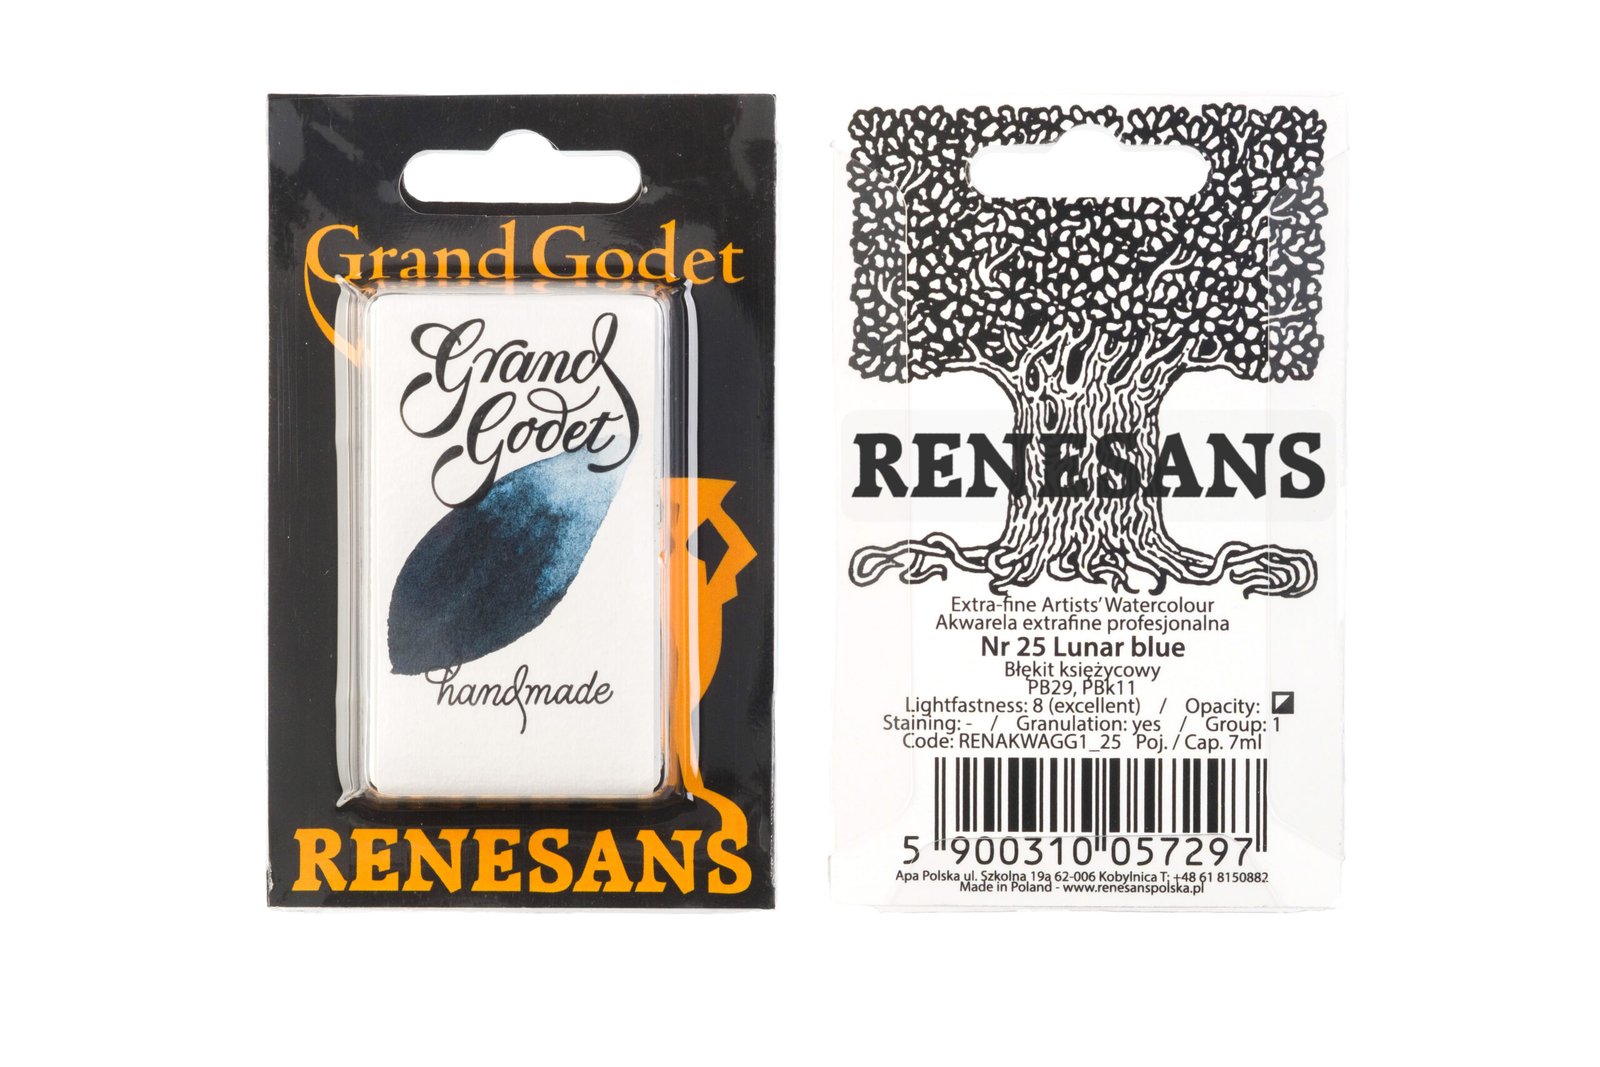 Grand Godet
Grand
Godet
handmade
RENESANS
RENESANS
Extra-fine Artists' Watercolour
Akwarela extrafine profesjonalna
Nr 25 Lunar blue
Błękit księżycowy
PB29, PBk11
Lightfastness: 8 (excellent) / Opacity:
Staining: - / Granulation: yes / Group: 1
Code: RENAKWAGG1_25 Poj. / Cap. 7ml
5 900310 057297
Apa Polska ul. Szkolna 19a 62-006 Kobylnica T: +48 61 8150882
Made in Poland - www.renesanspolska.pl